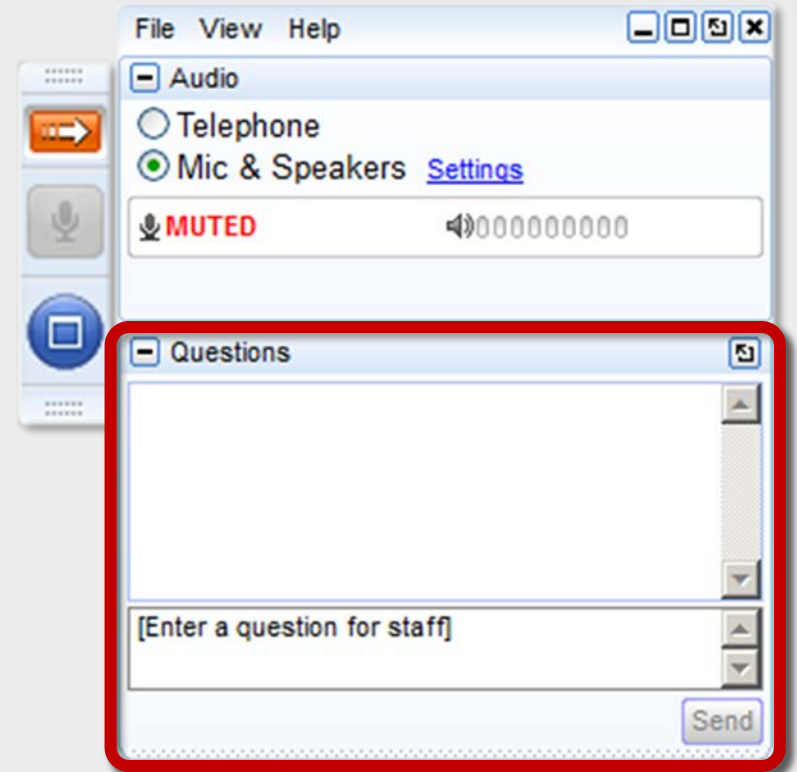 File View Help
Audio
Telephone
Mic & Speakers Settings
MUTED
Questions
[Enter a question for staff]
Send